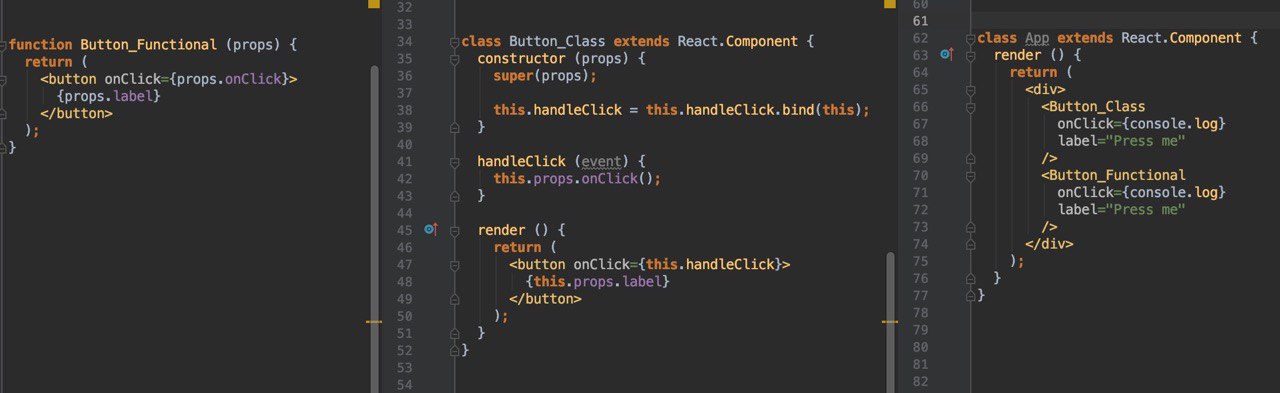 function Button_Functional (props) {
return (
<button onClick={props.onClick}>
{props.label}
</button>
);
}
32
33
34 class Button_Class extends React.Component {
35 constructor (props) {
36 super(props);
37
38 this.handleClick = this.handleClick.bind(this);
39 }
40
41 handleClick (event) {
42 this.props.onClick();
43 }
44
45 render () {
46 return (
47 <button onClick={this.handleClick}>
48 {this.props.label}
49 </button>
50 );
51 }
52 }
53
54
60
61
62 class App extends React.Component {
63 render () {
64 return (
65 <div>
66 <Button_Class
67 onClick={console.log}
68 label="Press me"
69 />
70 <Button_Functional
71 onClick={console.log}
72 label="Press me"
73 />
74 </div>
75 );
76 }
77 }
78
79
80
81
82